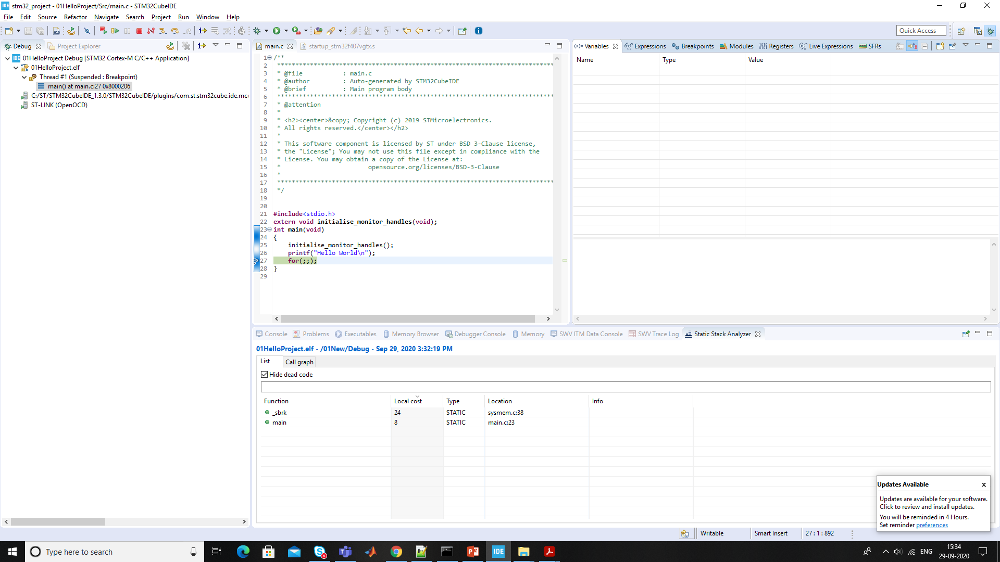 IDE stm32_project - 01HelloProject/Src/main.c - STM32CubeIDE
File Edit Source Refactor Navigate Search Project Run Window Help
Quick Access
Debug Project Explorer
01HelloProject Debug [STM32 Cortex-M C/C++ Application]
01HelloProject.elf
Thread #1 (Suspended : Breakpoint)
main() at main.c:27 0x8000206
C:/ST/STM32CubeIDE_1.3.0/STM32CubeIDE/plugins/com.st.stm32cube.ide.mcu
ST-LINK (OpenOCD)
main.c startup_stm32f407vgtx.s
1 /**
2 ******************************************************************************
3 * @file : main.c
4 * @author : Auto-generated by STM32CubeIDE
5 * @brief : Main program body
6 ******************************************************************************
7 * @attention
8 *
9 * <h2><center>&copy; Copyright (c) 2019 STMicroelectronics.
10 * All rights reserved.</center></h2>
11 *
12 * This software component is licensed by ST under BSD 3-Clause license,
13 * the "License"; You may not use this file except in compliance with the
14 * License. You may obtain a copy of the License at:
15 * opensource.org/licenses/BSD-3-Clause
16 *
17 ******************************************************************************
18 */
19
20
21 #include<stdio.h>
22 extern void initialise_monitor_handles(void);
23 int main(void)
24 {
25 initialise_monitor_handles();
26 printf("Hello World\n");
27 for(;;);
28 }
29
(x)= Variables Expressions Breakpoints Modules Registers Live Expressions SFRs
Name Type Value
Console Problems Executables Memory Browser Debugger Console Memory SWV ITM Data Console SWV Trace Log Static Stack Analyzer
01HelloProject.elf - /01New/Debug - Sep 29, 2020 3:32:19 PM
List Call graph
Hide dead code
Function Local cost Type Location Info
_sbrk 24 STATIC sysmem.c:38
main 8 STATIC main.c:23
Updates Available x
Updates are available for your software.
Click to review and install updates.
You will be reminded in 4 Hours.
Set reminder preferences
Writable Smart Insert 27 : 1 : 892
Type here to search
IDE
ENG
15:34
29-09-2020